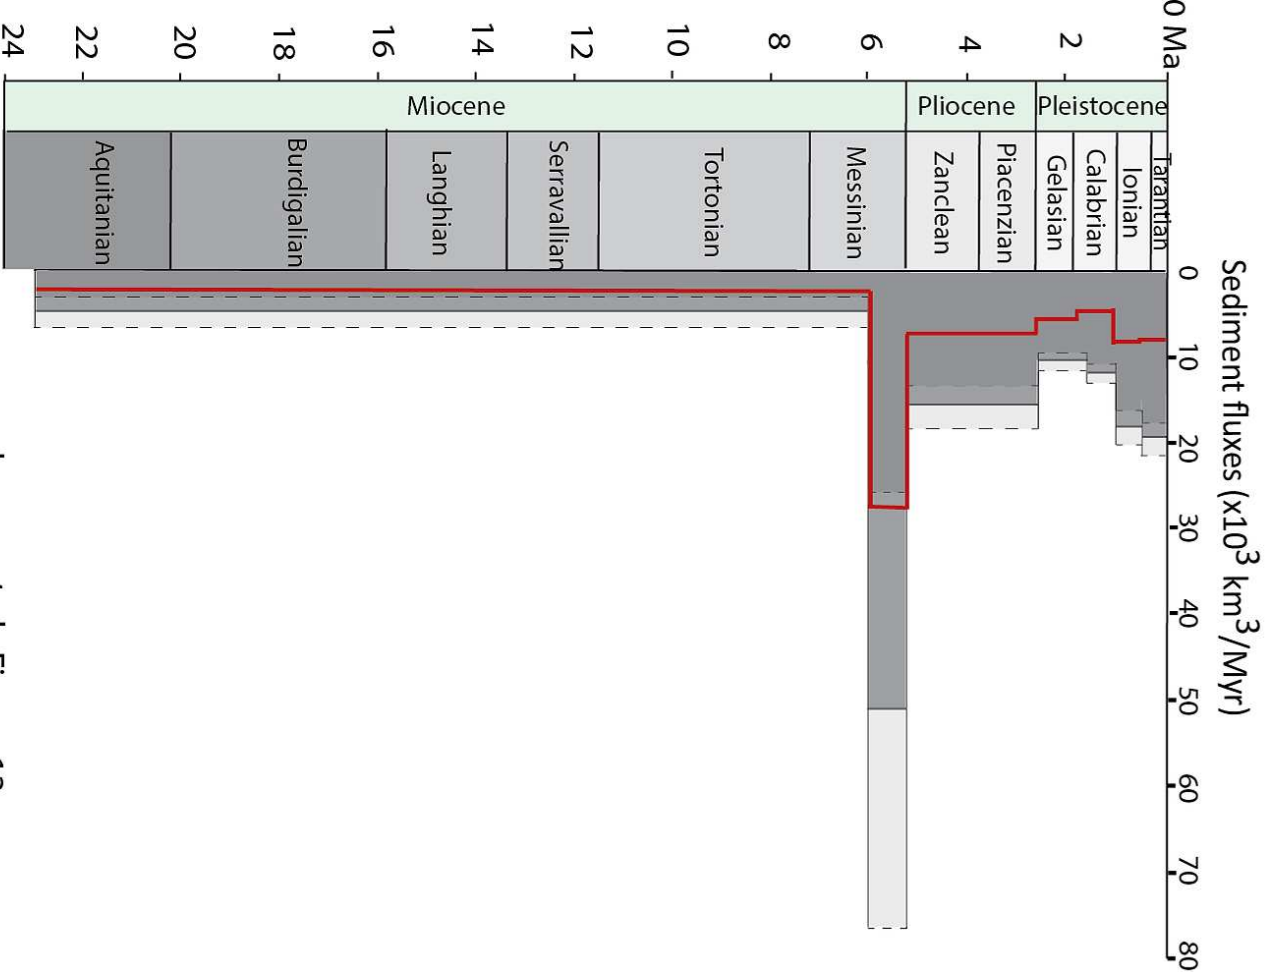 24
22
20
18
16
14
12
10
8
6
4
2
0 Ma
Miocene
Pliocene
Pleistocene
Aquitanian
Burdigalian
Langhian
Serravallian
Tortonian
Messinian
Zanclean
Piacenzian
Gelasian
Calabrian
Ionian
Tarantian
0
10
20
30
40
50
60
70
80
Sediment fluxes (x10³ km³/Myr)